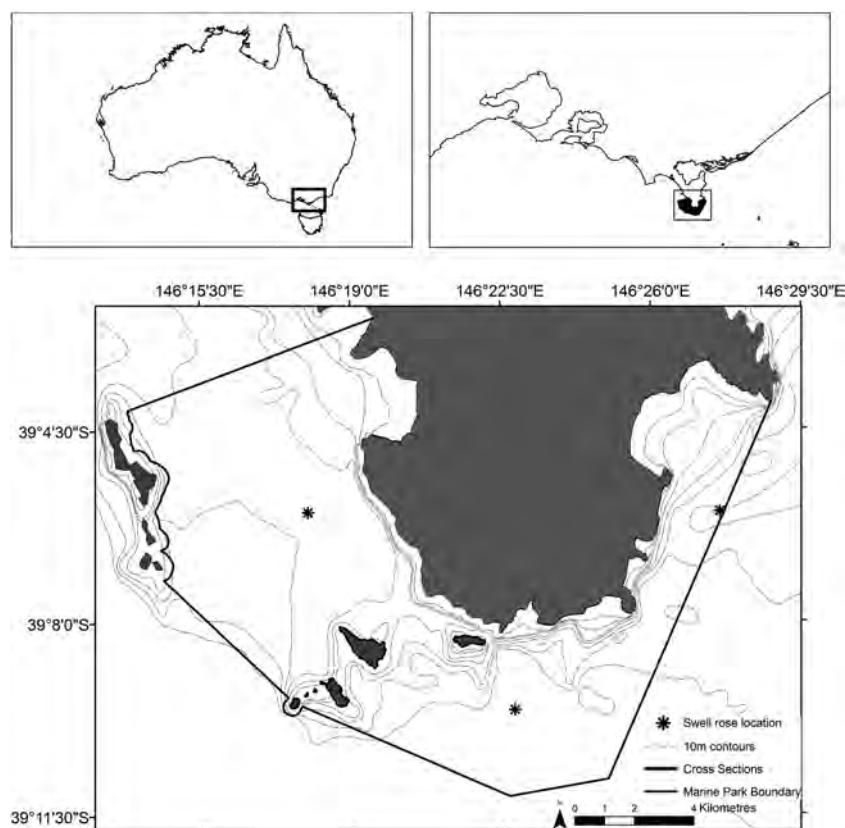 146°15'30"E 146°19'0"E 146°22'30"E 146°26'0"E 146°29'30"E
39°4'30"S
39°8'0"S
39°11'30"S
Swell rose location
10m contours
Cross Sections
Marine Park Boundary
0 1 2 4
Kilometres